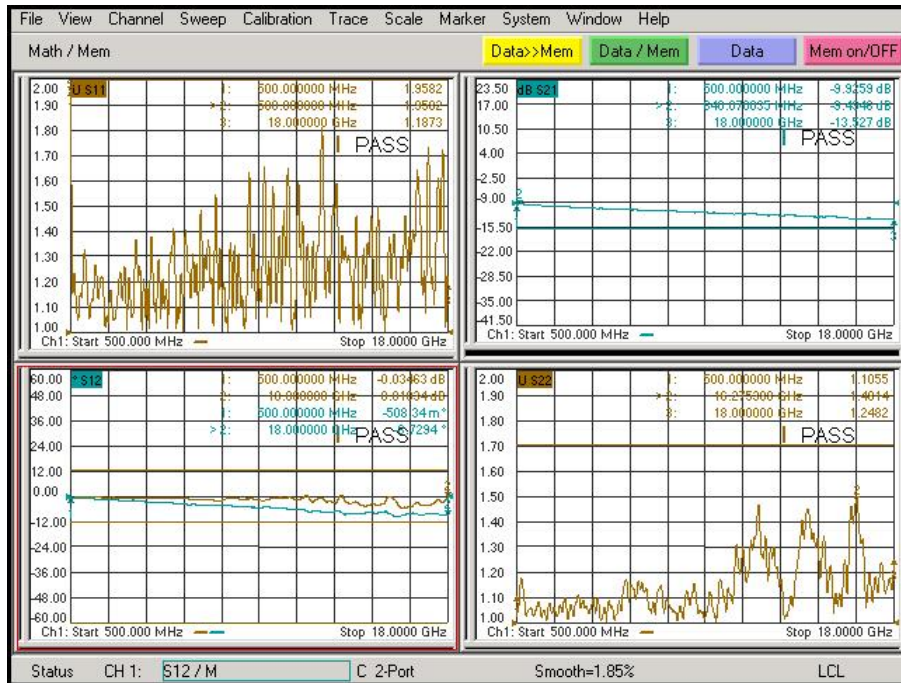 File View Channel Sweep Calibration Trace Scale Marker System Window Help
Math / Mem Data>>Mem Data / Mem Data Mem on/OFF
2.00 U S11 1: 500.000000 MHz 1.9582
1.90 > 2: 500.000000 MHz 1.0502
3: 18.000000 GHz 1.1873
1.80 PASS
1.70
1.60
1.50
1.40
1.30
1.20
1.10
1.00
Ch1: Start 500.000 MHz Stop 18.0000 GHz
23.50 dB S21 1: 500.000000 MHz -9.9259 dB
17.00 > 2: MHz dB
3: 18.000000 GHz -13.527 dB
10.50 PASS
4.00
-2.50
-9.00
-15.50
-22.00
-28.50
-35.00
-41.50
Ch1: Start 500.000 MHz Stop 18.0000 GHz
60.00 ° S12 1: 500.000000 MHz -0.03463 dB
48.00 2: GHz dB
1: 500.000000 MHz -508.34 m°
36.00 > 2: 18.000000 GHz °
PASS
24.00
12.00
0.00
-12.00
-24.00
-36.00
-48.00
-60.00
Ch1: Start 500.000 MHz Stop 18.0000 GHz
2.00 U S22 1: 500.000000 MHz 1.1055
1.90 > 2: GHz 1.4014
3: 18.000000 GHz 1.2482
1.80 PASS
1.70
1.60
1.50
1.40
1.30
1.20
1.10
1.00
Ch1: Start 500.000 MHz Stop 18.0000 GHz
Status CH 1: S12 / M C 2-Port Smooth=1.85% LCL